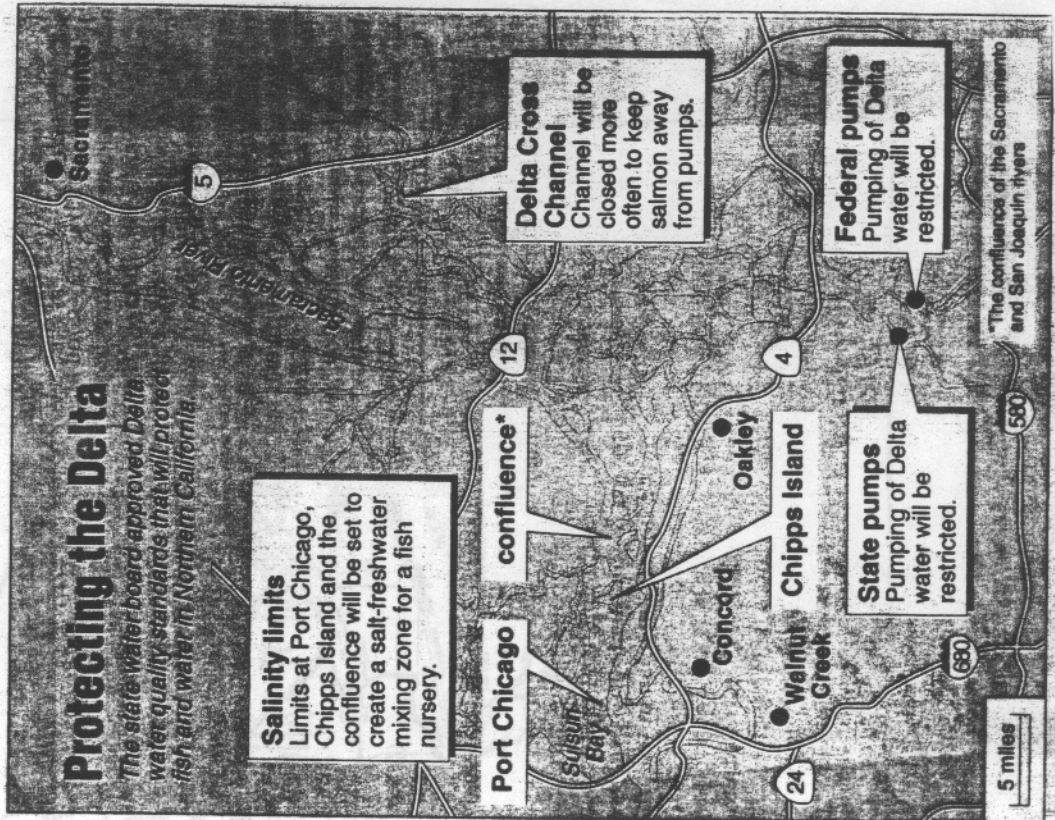 Protecting the Delta
The state water board approved Delta
water quality standards that will protect
fish and water in Northern California
Sacramento
5
Sacramento River
Salinity limits
Limits at Port Chicago,
Chipps Island and the
confluence will be set to
create a salt-freshwater
mixing zone for a fish
nursery.
12
Delta Cross
Channel
Channel will be
closed more
often to keep
salmon away
from pumps.
Port Chicago
confluence*
Suisun
Bay
Concord
Oakley
4
Walnut
Creek
Chipps Island
24
680
State pumps
Pumping of Delta
water will be
restricted.
Federal pumps
Pumping of Delta
water will be
restricted.
580
5 miles
*The confluence of the Sacramento
and San Joaquin rivers